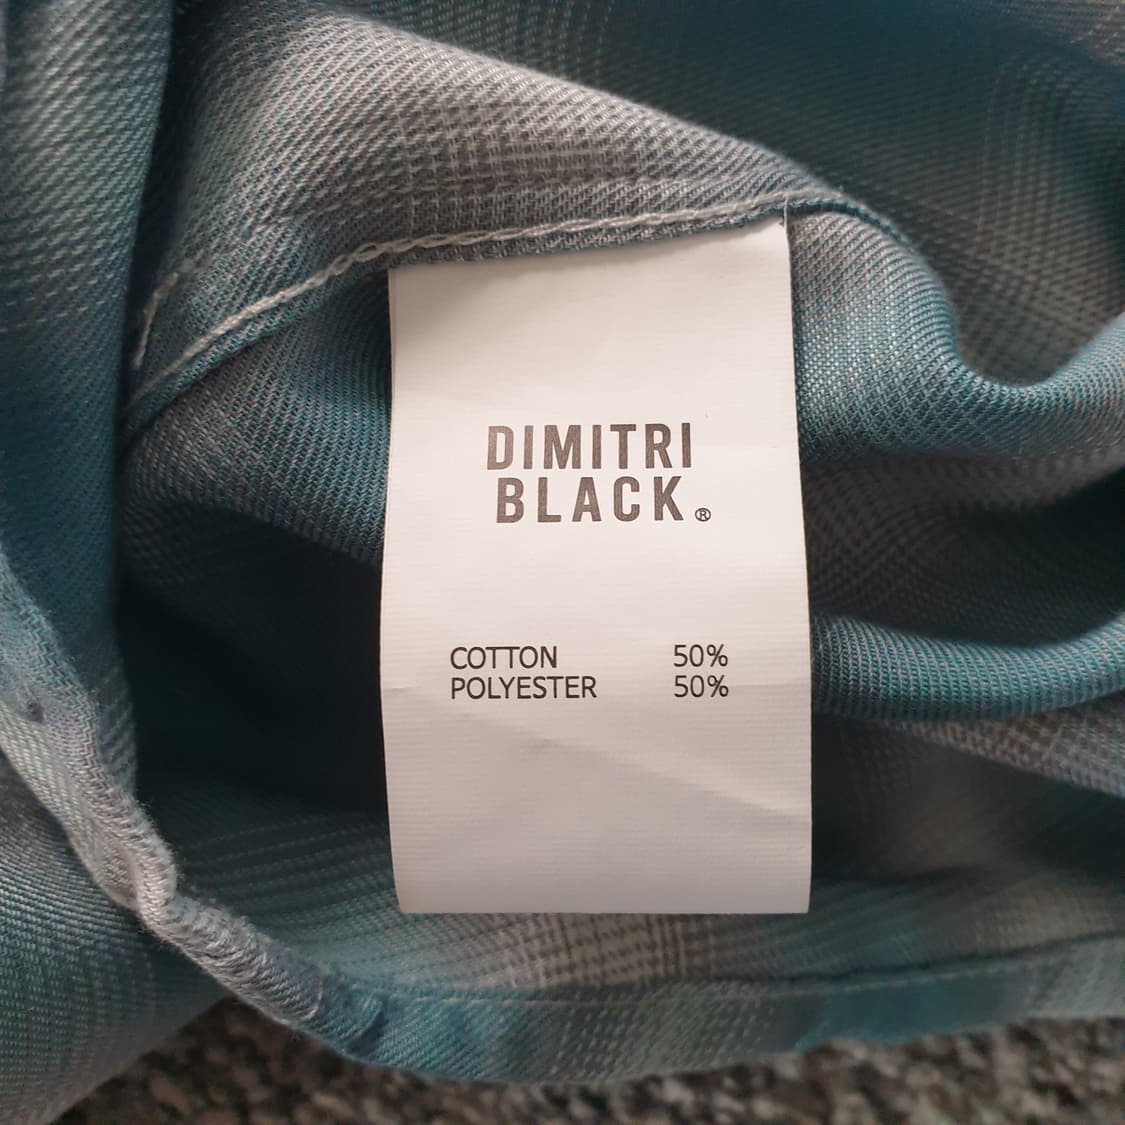 DIMITRI
BLACK®
COTTON 50%
POLYESTER 50%